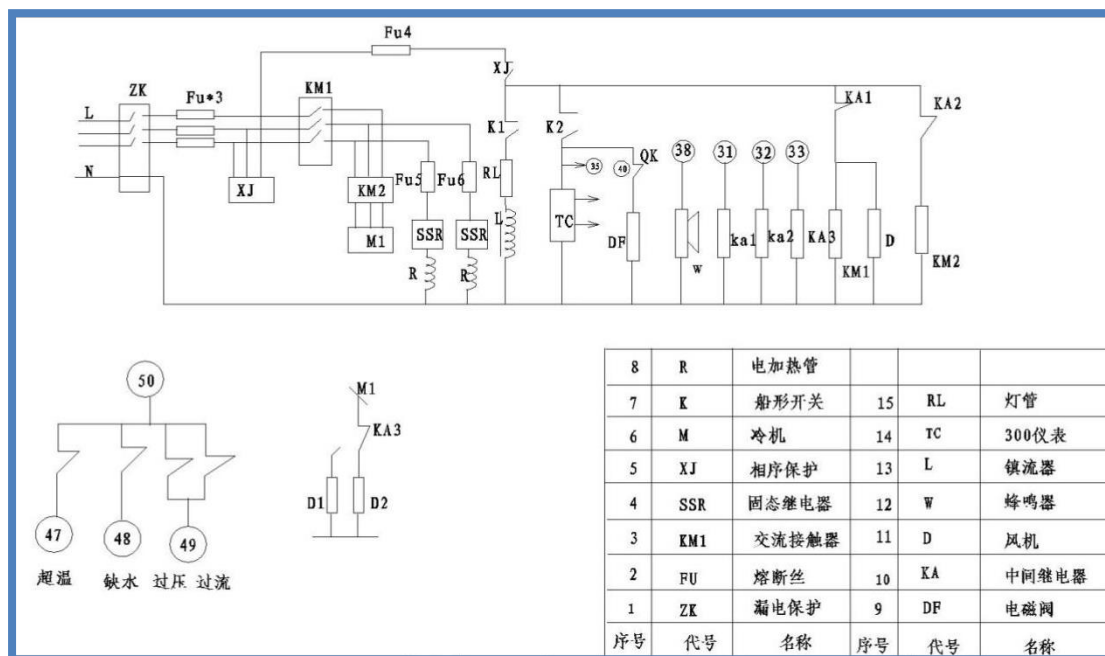 Fu4
XJ
ZK
Fu*3
KM1
L
K1
K2
KA1
KA2
N
XJ
RL
QK
38
31
32
33
35
40
Fu5
Fu6
KM2
M1
SSR
SSR
L
TC
DF
W
ka1
ka2
KA3
KM1
D
KM2
R
R
50
47
48
49
超温
缺水
过压 过流
M1
KA3
D1
D2
8 R 电加热管
7 K 船形开关 15 RL 灯管
6 M 冷机 14 TC 300仪表
5 XJ 相序保护 13 L 镇流器
4 SSR 固态继电器 12 W 蜂鸣器
3 KM1 交流接触器 11 D 风机
2 FU 熔断丝 10 KA 中间继电器
1 ZK 漏电保护 9 DF 电磁阀
序号 代号 名称 序号 代号 名称